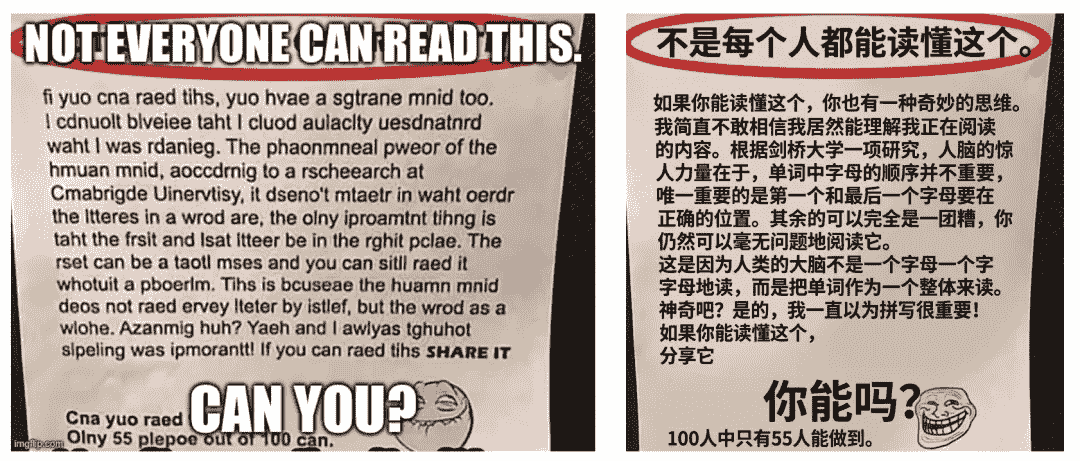 NOT EVERYONE CAN READ THIS.
fi yuo cna raed tihs, yuo hvae a sgtrane mnid too.
I cdnuolt blveiee taht I cluod aulaclty uesdnatnrd
waht I was rdanieg. The phaonmneal pweor of the
hmuan mnid, aoccdrnig to a rscheearch at
Cmabrigde Uinervtisy, it dseno't mtaetr in waht oerdr
the ltteres in a wrod are, the olny iproamtnt tihng is
taht the frsit and lsat ltteer be in the rghit pclae. The
rset can be a taotl mses and you can sitll raed it
whotuit a pboerlm. Tihs is bcuseae the huamn mnid
deos not raed ervey lteter by istlef, but the wrod as a
wlohe. Azanmig huh? Yaeh and I awlyas tghuhot
slpeling was ipmorantt! If you can raed tihs SHARE IT
CAN YOU?
Cna yuo raed
Olny 55 plepoe out of 100 can.
imgflip.com
不是每个人都能读懂这个。
如果你能读懂这个，你也有一种奇妙的思维。
我简直不敢相信我居然能理解我正在阅读
的内容。根据剑桥大学一项研究，人脑的惊
人力量在于，单词中字母的顺序并不重要，
唯一重要的是第一个和最后一个字母要在
正确的位置。其余的可以完全是一团糟，你
仍然可以毫无问题地阅读它。
这是因为人类的大脑不是一个字母一个字
字母地读，而是把单词作为一个整体来读。
神奇吧？是的，我一直以为拼写很重要！
如果你能读懂这个，
分享它
你能吗？
100人中只有55人能做到。